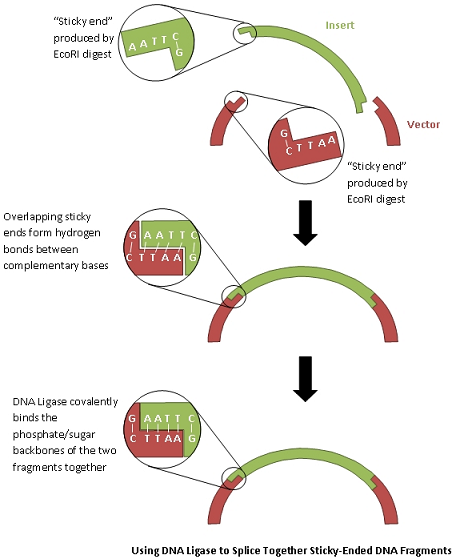 “Sticky end”
produced by
EcoRI digest
A A T T C
G
Insert
Vector
G
C T T A A
“Sticky end”
produced by
EcoRI digest
Overlapping sticky
ends form hydrogen
bonds between
complementary bases
G A A T T C
C T T A A G
DNA Ligase covalently
binds the
phosphate/sugar
backbones of the two
fragments together
G A A T T C
C T T A A G
Using DNA Ligase to Splice Together Sticky-Ended DNA Fragments